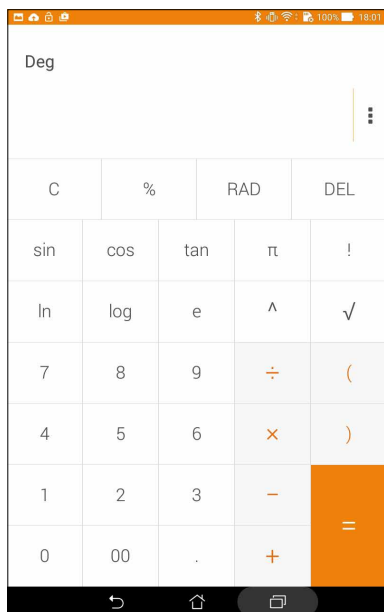 100% 18:01
Deg
C % RAD DEL
sin cos tan π !
ln log e ^ √
7 8 9 ÷ (
4 5 6 × )
1 2 3 −
=
0 00 . +